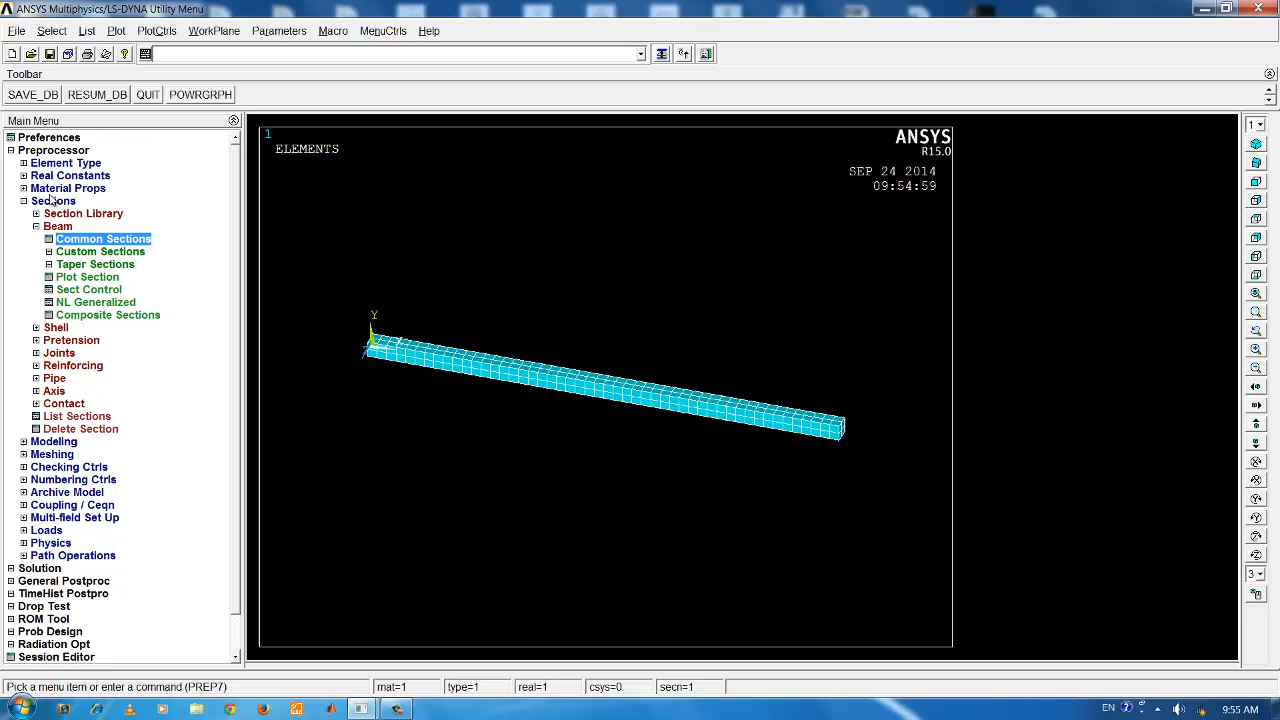 ANSYS Multiphysics/LS-DYNA Utility Menu
File Select List Plot PlotCtrls WorkPlane Parameters Macro MenuCtrls Help
Toolbar
SAVE_DB RESUM_DB QUIT POWRGRPH
Main Menu
Preferences
Preprocessor
Element Type
Real Constants
Material Props
Sections
Section Library
Beam
Common Sections
Custom Sections
Taper Sections
Plot Section
Sect Control
NL Generalized
Composite Sections
Shell
Pretension
Joints
Reinforcing
Pipe
Axis
Contact
List Sections
Delete Section
Modeling
Meshing
Checking Ctrls
Numbering Ctrls
Archive Model
Coupling / Ceqn
Multi-field Set Up
Loads
Physics
Path Operations
Solution
General Postproc
TimeHist Postpro
Drop Test
ROM Tool
Prob Design
Radiation Opt
Session Editor
1
ELEMENTS
ANSYS
R15.0
SEP 24 2014
09:54:59
Y
1
3
Pick a menu item or enter a command (PREP7) mat=1 type=1 real=1 csys=0 secn=1
EN 9:55 AM